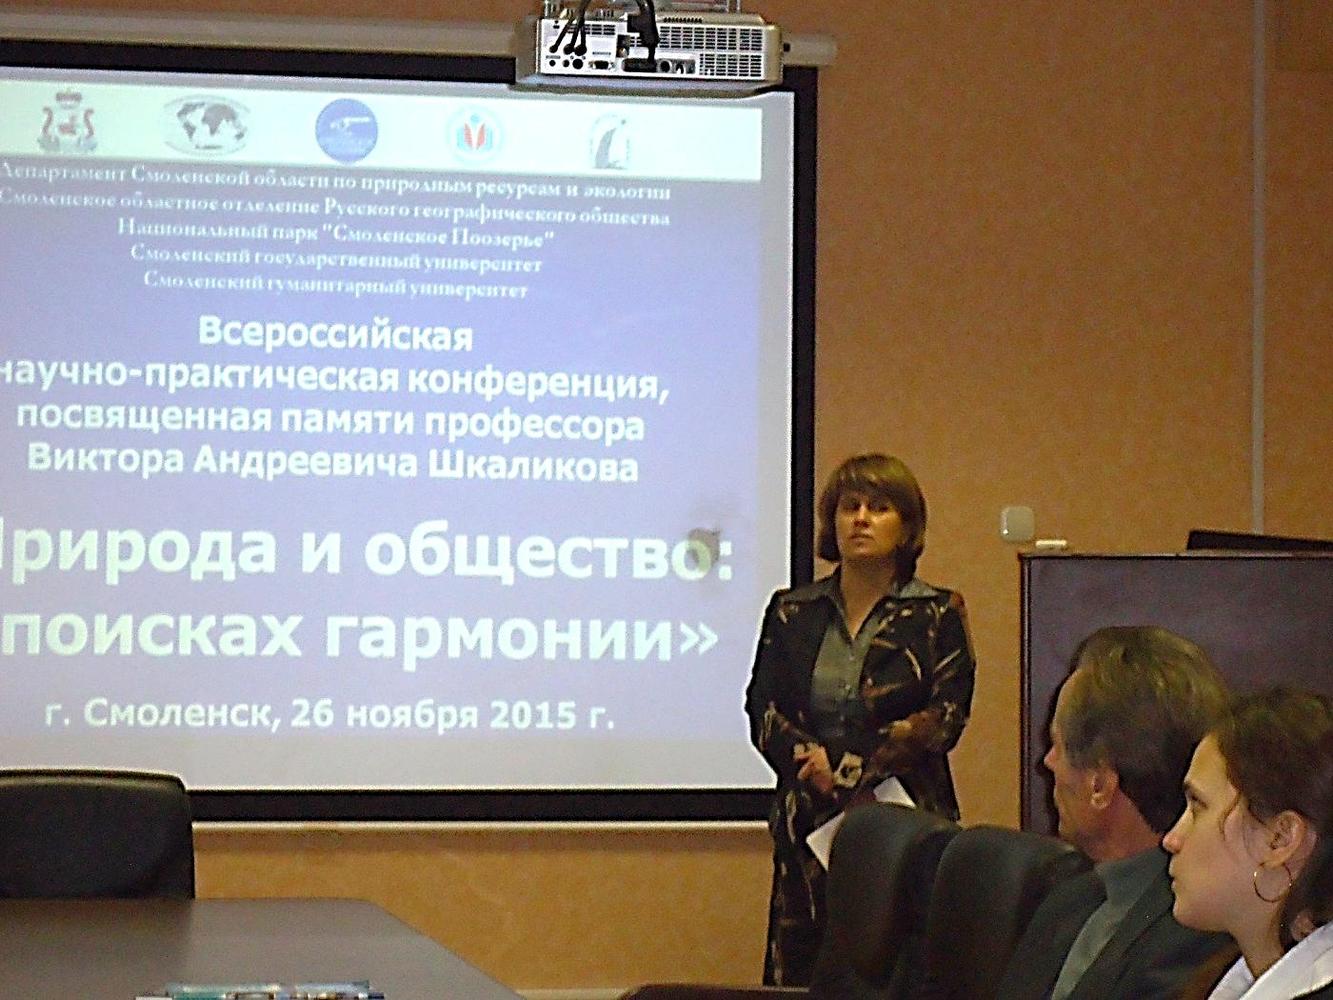 Департамент Смоленской области по природным ресурсам и экологии
Смоленское областное отделение Русского географического общества
Национальный парк "Смоленское Поозерье"
Смоленский государственный университет
Смоленский гуманитарный университет
Всероссийская
научно-практическая конференция,
посвященная памяти профессора
Виктора Андреевича Шкаликова
Природа и общество:
поисках гармонии»
г. Смоленск, 26 ноября 2015 г.